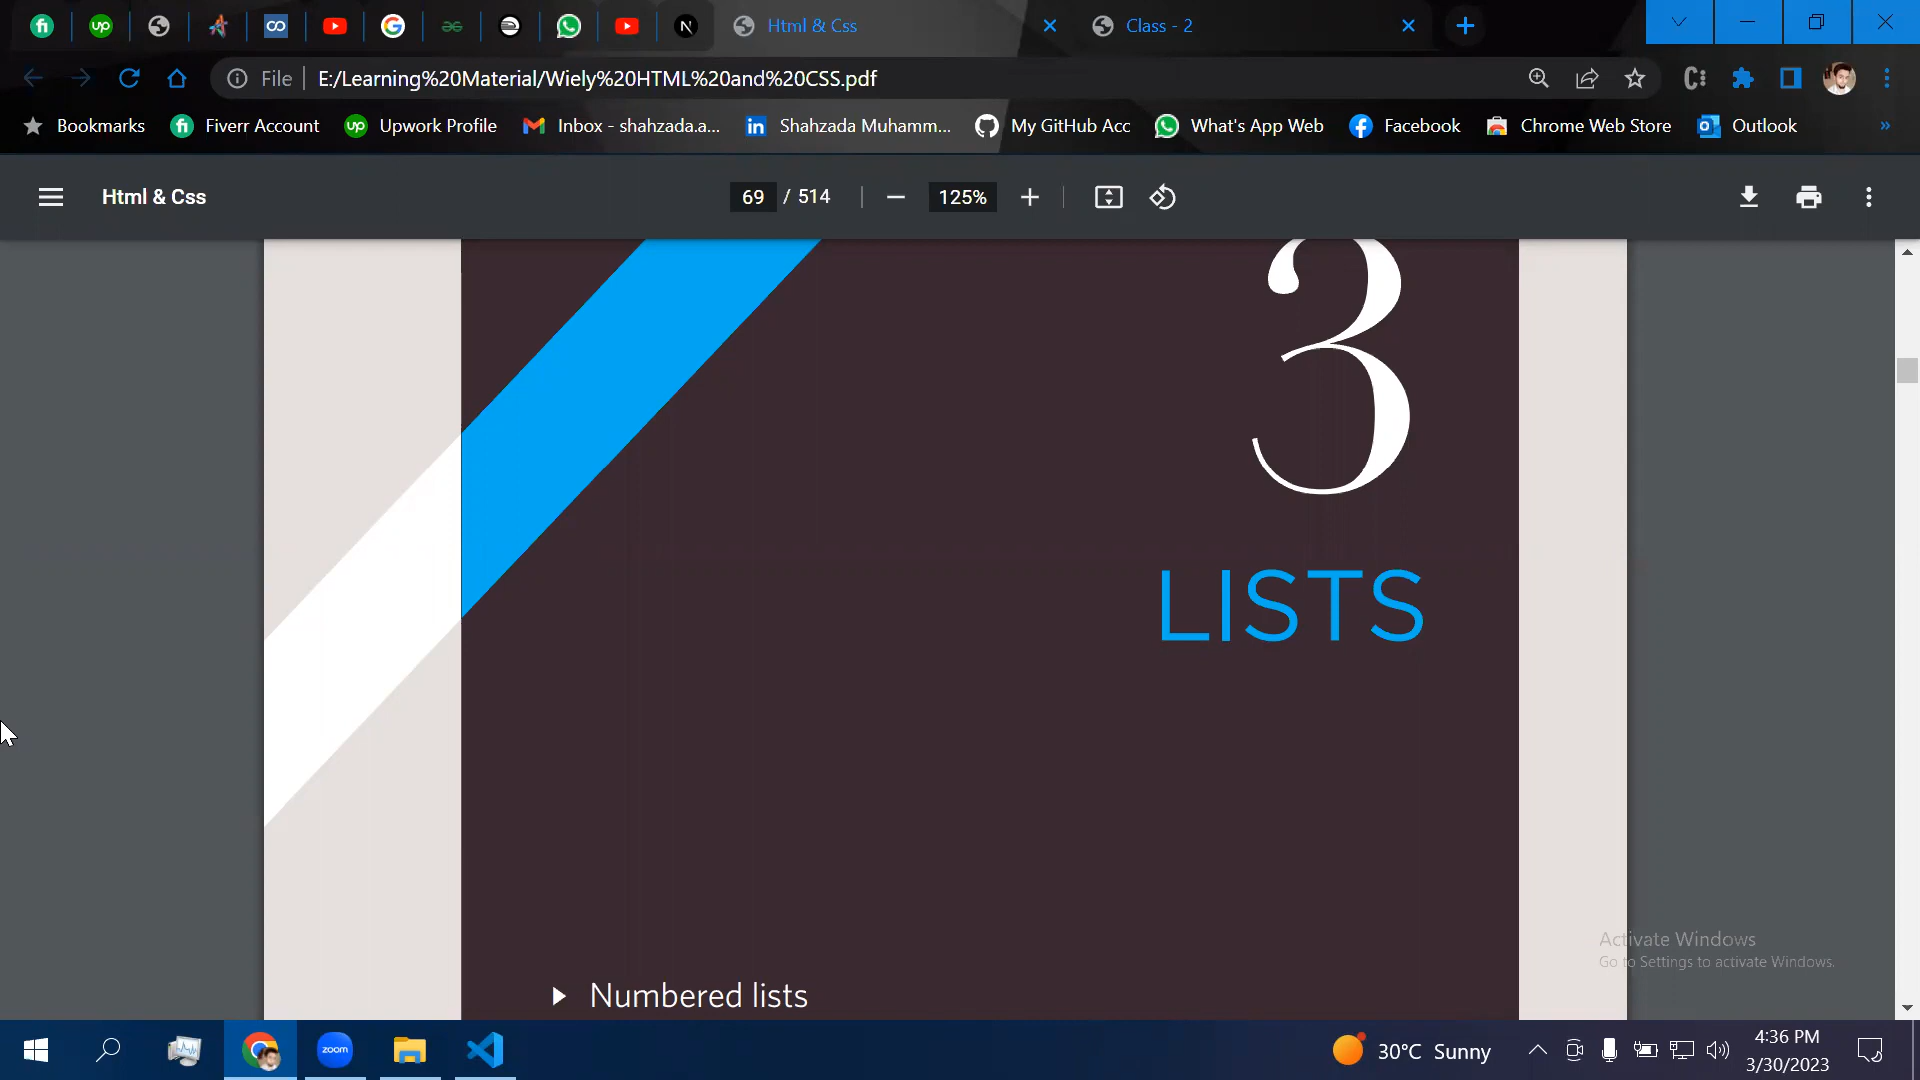 Html & Css
Class - 2
File
E:/Learning%20Material/Wiely%20HTML%20and%20CSS.pdf
Bookmarks
Fiverr Account
Upwork Profile
Inbox - shahzada.a...
Shahzada Muhamm...
My GitHub Acc
What's App Web
Facebook
Chrome Web Store
Outlook
»
Html & Css
69 / 514
125%
3
LISTS
Numbered lists
Activate Windows
Go to Settings to activate Windows.
zoom
30°C Sunny
4:36 PM
3/30/2023